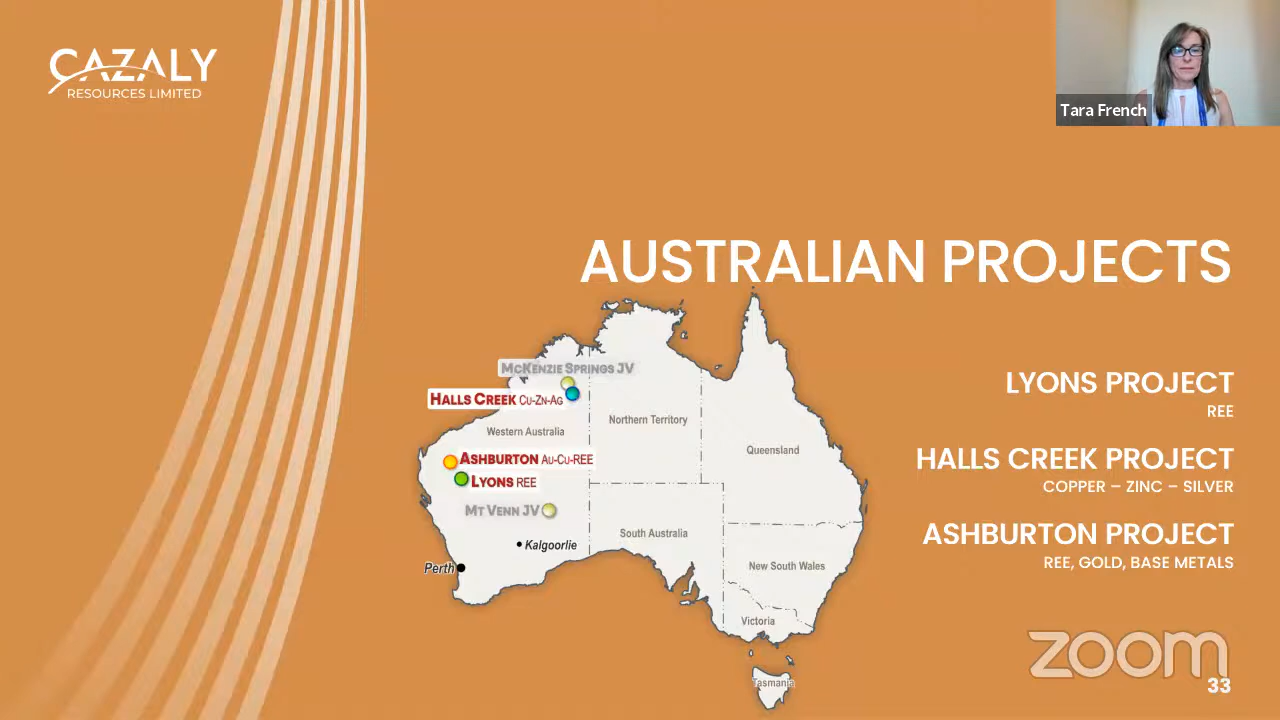 CAZALY
RESOURCES LIMITED
Tara French
AUSTRALIAN PROJECTS
McKenzie Springs JV
Halls Creek Cu-Zn-Ag
Western Australia
Northern Territory
Queensland
Ashburton Au-Cu-REE
Lyons REE
Mt Venn JV
South Australia
Kalgoorlie
Perth
New South Wales
Victoria
Tasmania
LYONS PROJECT
REE
HALLS CREEK PROJECT
COPPER – ZINC – SILVER
ASHBURTON PROJECT
REE, GOLD, BASE METALS
zoom
33